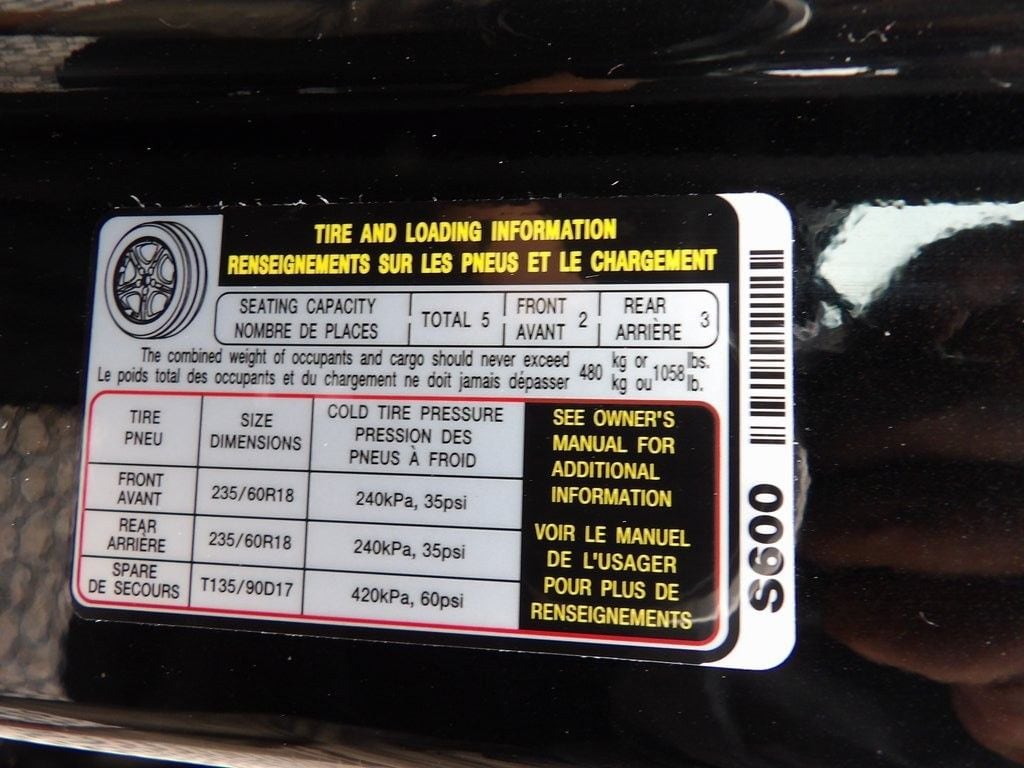 TIRE AND LOADING INFORMATION
RENSEIGNEMENTS SUR LES PNEUS ET LE CHARGEMENT
SEATING CAPACITY
NOMBRE DE PLACES
TOTAL 5
FRONT
AVANT 2
REAR
ARRIÈRE 3
The combined weight of occupants and cargo should never exceed 480 kg or 1058 lbs.
Le poids total des occupants et du chargement ne doit jamais dépasser 480 kg ou 1058 lb.
TIRE
PNEU
SIZE
DIMENSIONS
COLD TIRE PRESSURE
PRESSION DES
PNEUS À FROID
FRONT
AVANT
235/60R18
240kPa, 35psi
REAR
ARRIÈRE
235/60R18
240kPa, 35psi
SPARE
DE SECOURS
T135/90D17
420kPa, 60psi
SEE OWNER'S
MANUAL FOR
ADDITIONAL
INFORMATION
VOIR LE MANUEL
DE L'USAGER
POUR PLUS DE
RENSEIGNEMENTS
S600